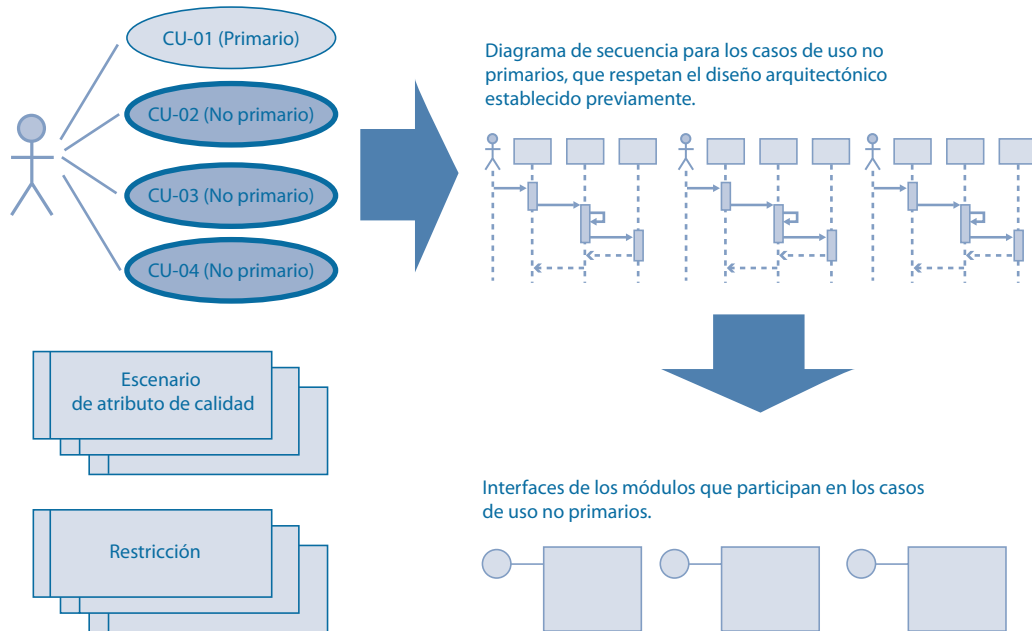 CU-01 (Primario)
CU-02 (No primario)
CU-03 (No primario)
CU-04 (No primario)
Diagrama de secuencia para los casos de uso no
primarios, que respetan el diseño arquitectónico
establecido previamente.
Escenario
de atributo de calidad
Restricción
Interfaces de los módulos que participan en los casos
de uso no primarios.